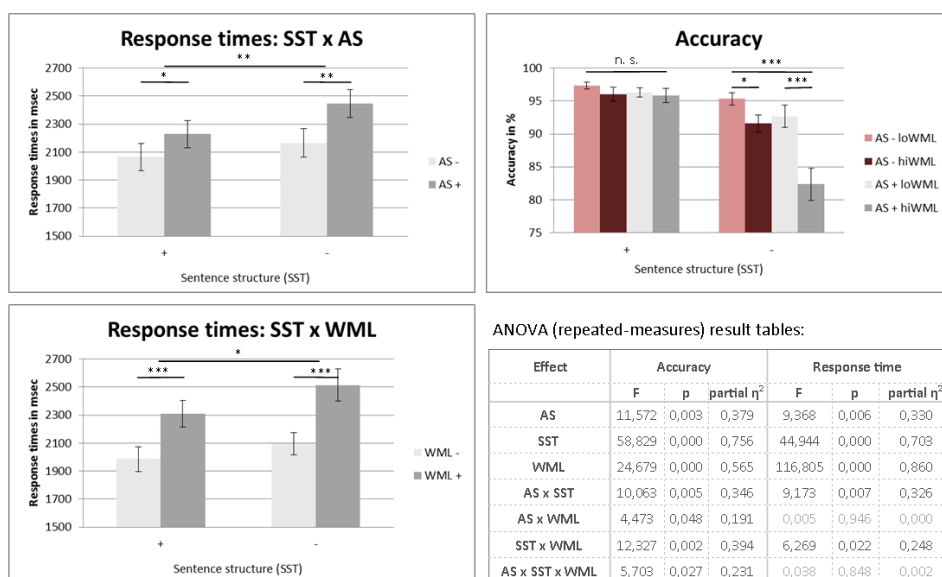 Response times: SST x AS
Response times in msec
2700
2500
2300
2100
1900
1700
1500
**
*
**
AS -
AS +
+
-
Sentence structure (SST)
Accuracy
Accuracy in %
100
95
90
85
80
75
n. s.
***
*
***
AS - loWML
AS - hiWML
AS + loWML
AS + hiWML
+
-
Sentence structure (SST)
Response times: SST x WML
Response times in msec
2700
2500
2300
2100
1900
1700
1500
*
***
***
WML -
WML +
+
-
Sentence structure (SST)
ANOVA (repeated-measures) result tables:
Effect Accuracy Response time
F p partial η² F p partial η²
AS 11,572 0,003 0,379 9,368 0,006 0,330
SST 58,829 0,000 0,756 44,944 0,000 0,703
WML 24,679 0,000 0,565 116,805 0,000 0,860
AS x SST 10,063 0,005 0,346 9,173 0,007 0,326
AS x WML 4,473 0,048 0,191 0,005 0,946 0,000
SST x WML 12,327 0,002 0,394 6,269 0,022 0,248
AS x SST x WML 5,703 0,027 0,231 0,038 0,848 0,002